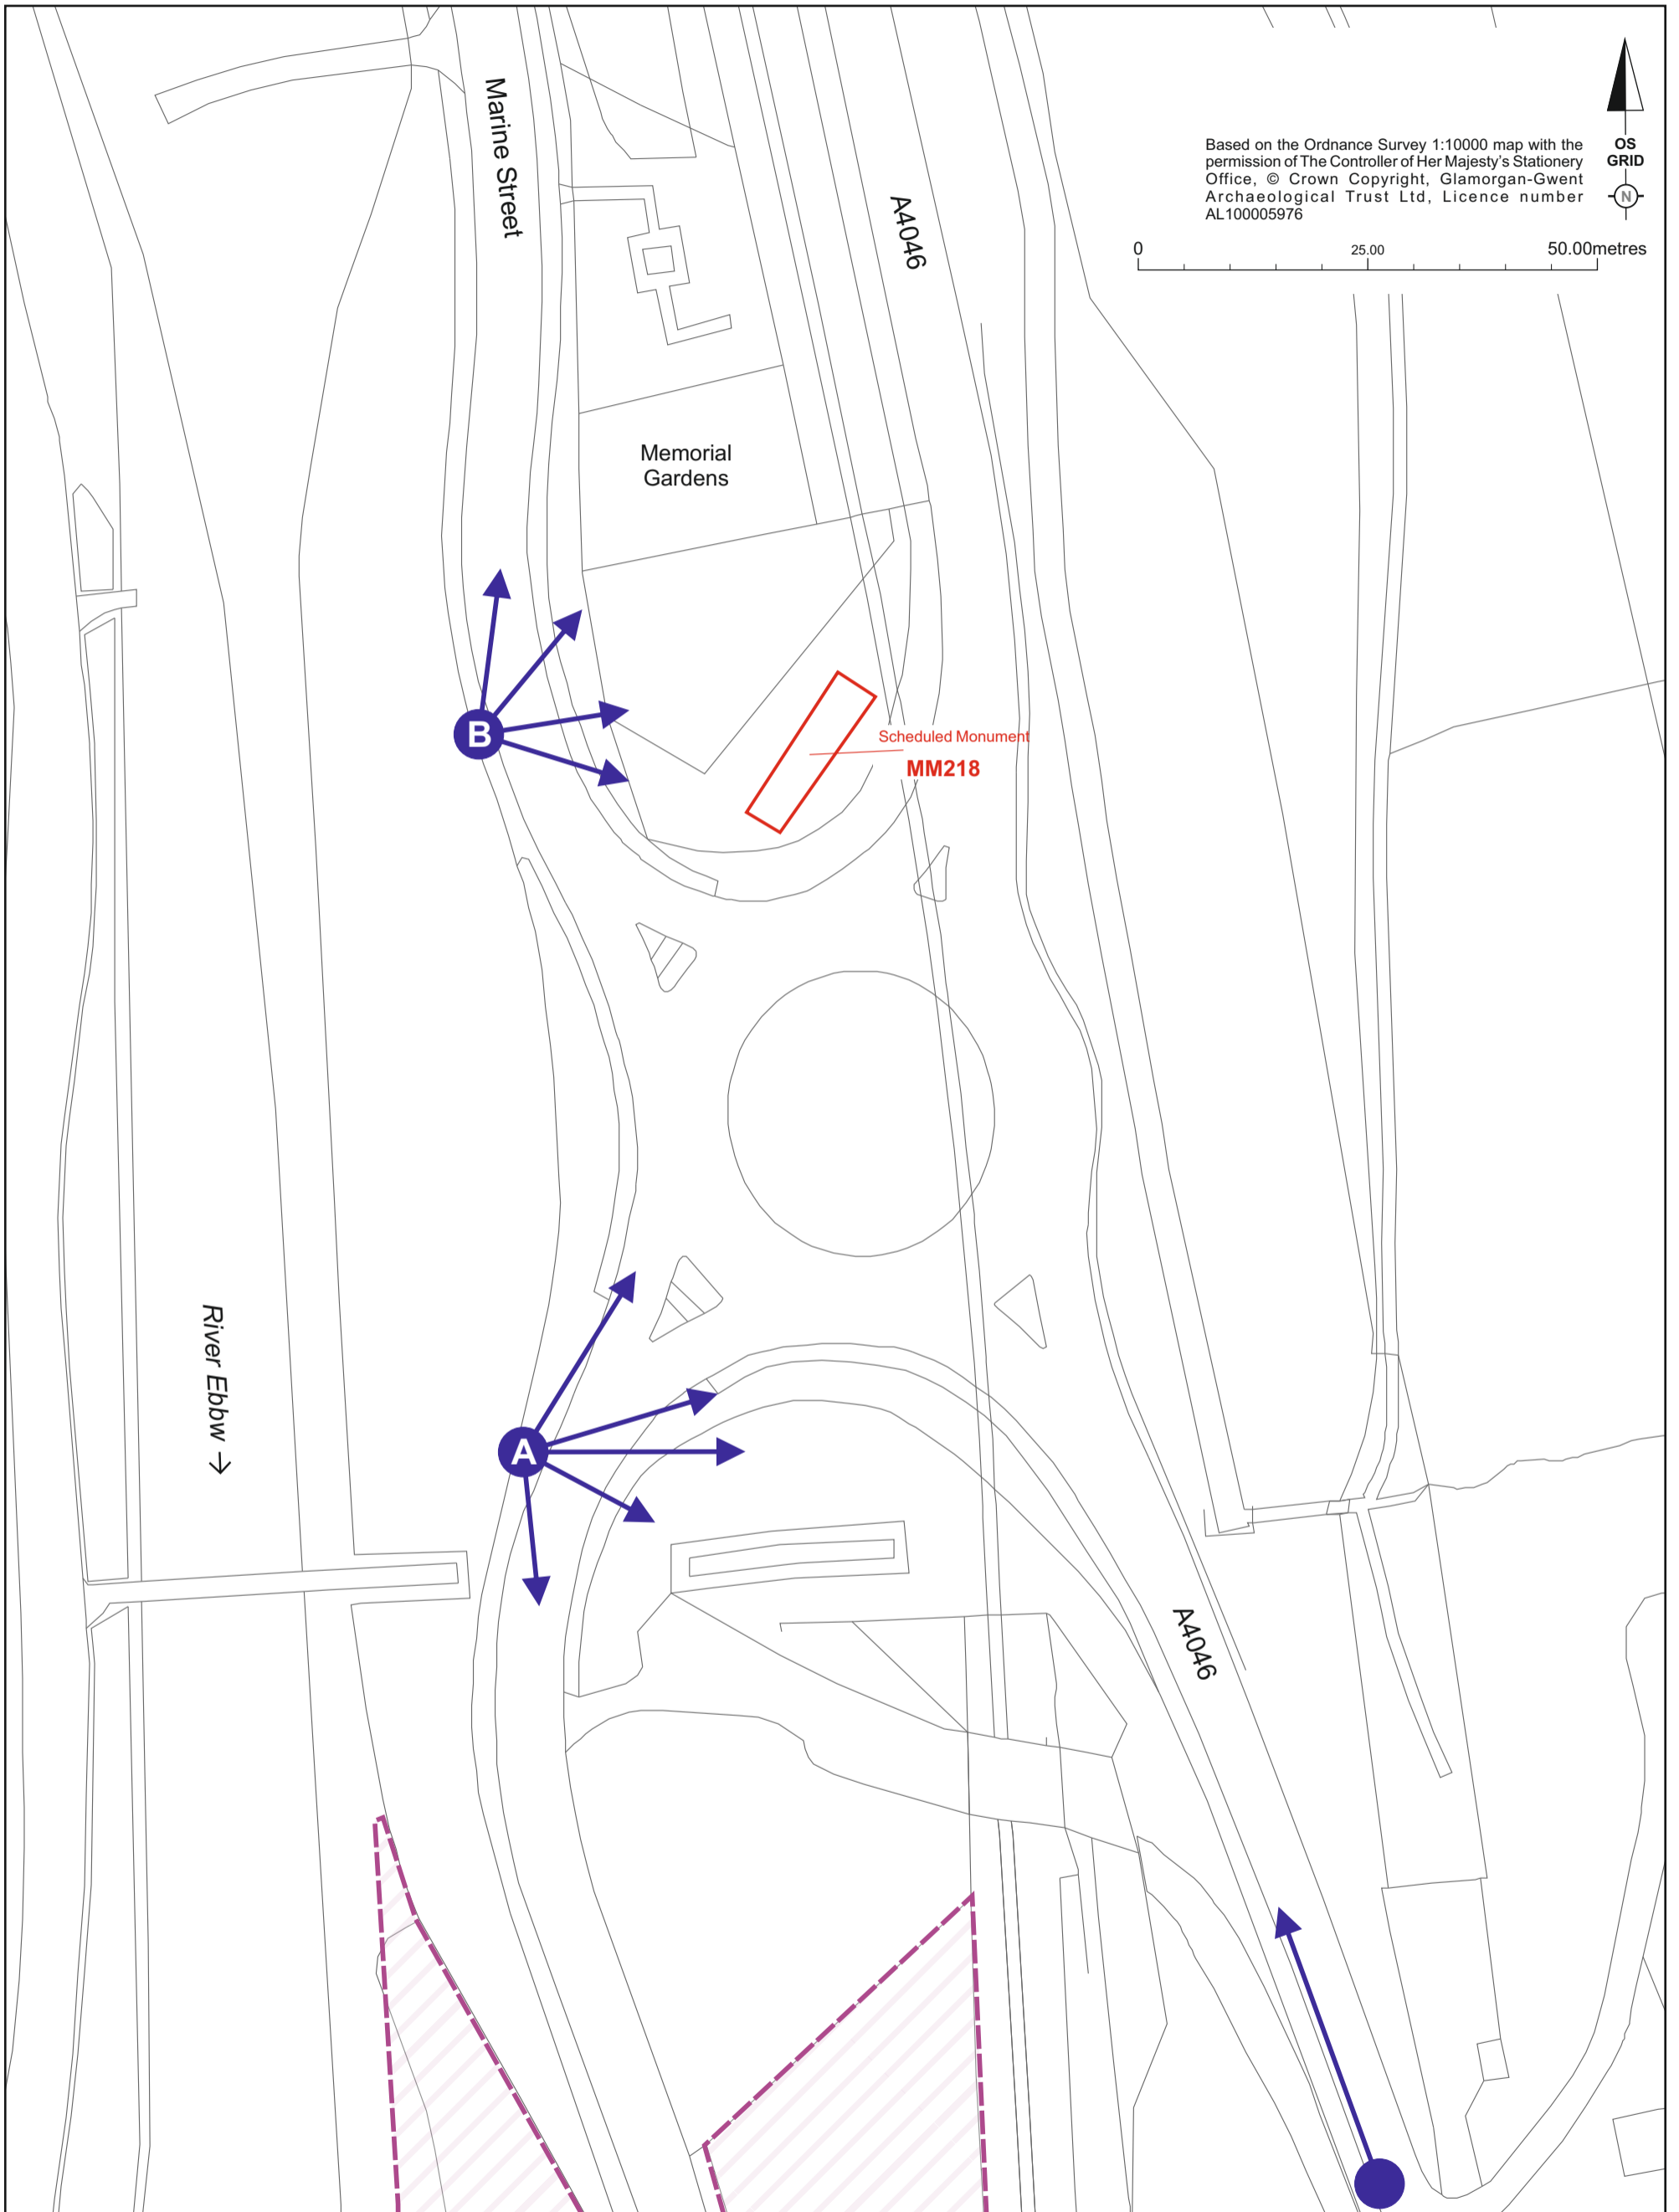 Marine Street
A4046
Based on the Ordnance Survey 1:10000 map with the
permission of The Controller of Her Majesty's Stationery
Office, © Crown Copyright, Glamorgan-Gwent
Archaeological Trust Ltd, Licence number
AL100005976
OS
GRID
N
0 25.00 50.00metres
Memorial
Gardens
B
Scheduled Monument
MM218
River Ebbw →
A
A4046